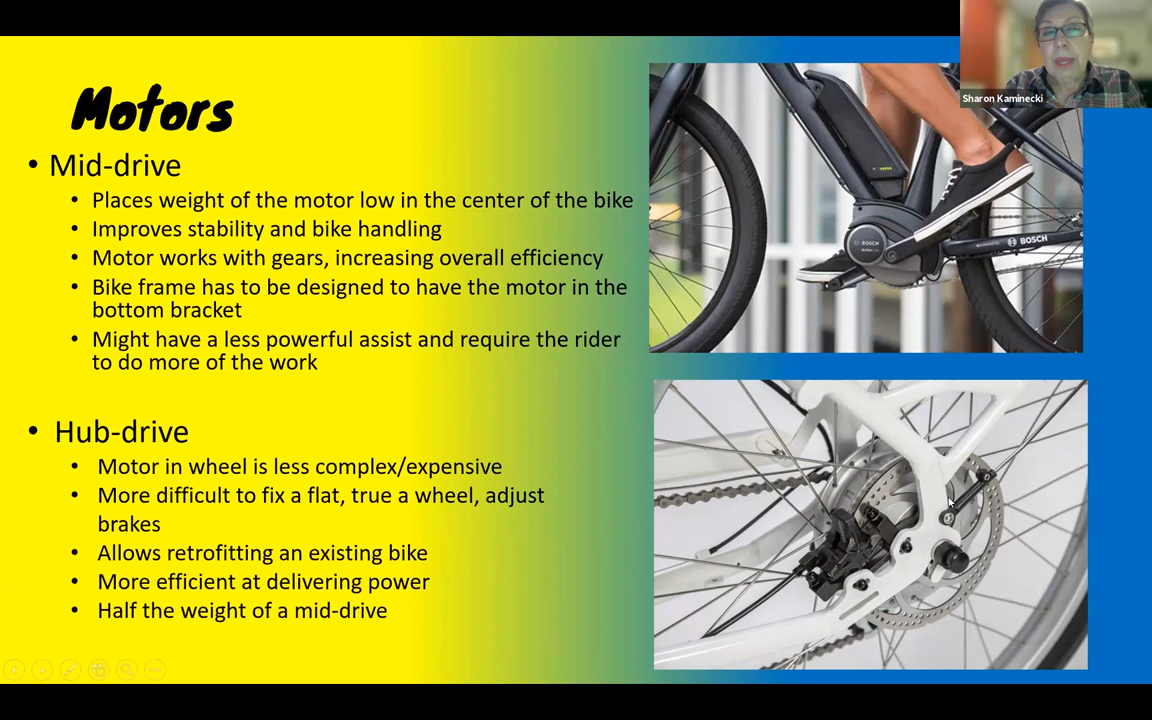 Motors
• Mid-drive
• Places weight of the motor low in the center of the bike
• Improves stability and bike handling
• Motor works with gears, increasing overall efficiency
• Bike frame has to be designed to have the motor in the
bottom bracket
• Might have a less powerful assist and require the rider
to do more of the work
• Hub-drive
• Motor in wheel is less complex/expensive
• More difficult to fix a flat, true a wheel, adjust
brakes
• Allows retrofitting an existing bike
• More efficient at delivering power
• Half the weight of a mid-drive
Sharon Kaminecki
BOSCH
BOSCH